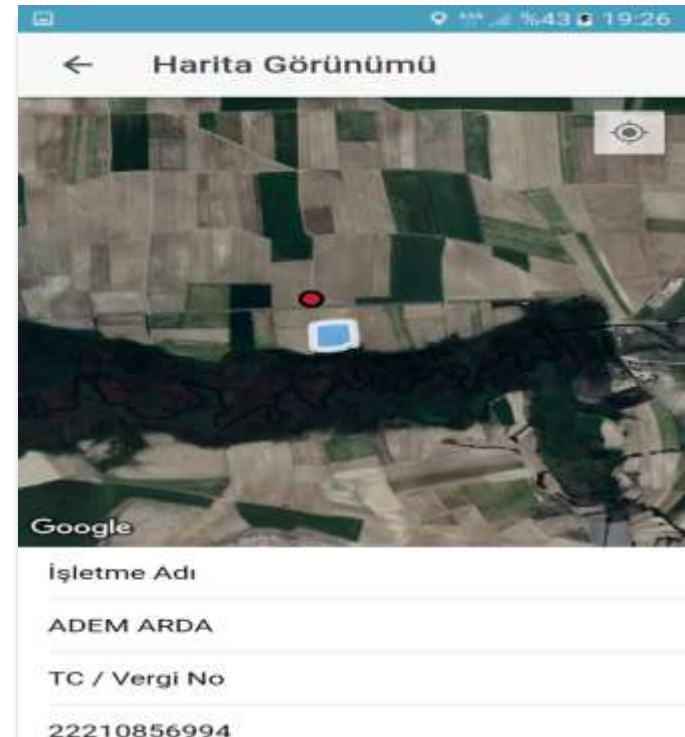 %43 19:26
Harita Görünümü
Google
İşletme Adı
ADEM ARDA
TC / Vergi No
22210856994